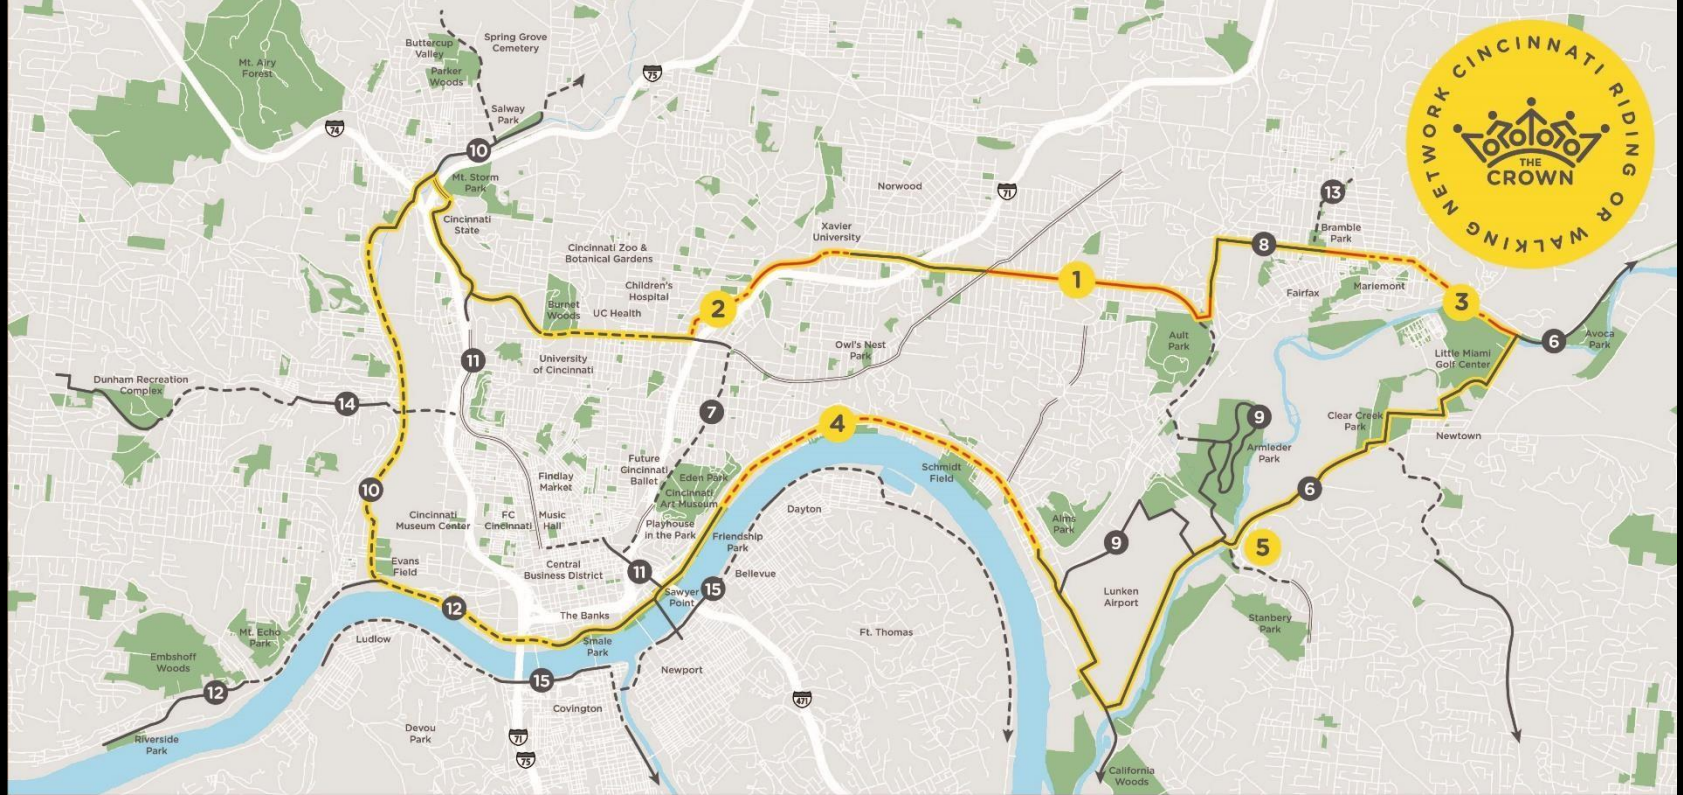 CINCINNATI RIDING OR WALKING NETWORK
THE
CROWN
Buttercup
Valley
Parker
Woods
Spring Grove
Cemetery
Mt. Airy
Forest
75
74
Salway
Park
10
Mt. Storm
Park
Cincinnati
State
Norwood
71
13
Bramble
Park
Xavier
University
Cincinnati Zoo &
Botanical Gardens
8
1
Children's
Hospital
Fairfax
Mariemont
3
Burnet
Woods
UC Health
2
Ault
Park
Owl's Nest
Park
6
Avoca
Park
11
University
of Cincinnati
Little Miami
Golf Center
Dunham Recreation
Complex
14
7
4
9
Clear Creek
Park
Newtown
Armleder
Park
Future
Cincinnati
Ballet
Findlay
Market
Eden Park
Cincinnati
Art Museum
Schmidt
Field
10
6
Dayton
Cincinnati
Museum Center
FC
Cincinnati
Music
Hall
Playhouse
in the Park
Alms
Park
Friendship
Park
9
5
Evans
Field
Central
Business District
11
Bellevue
15
Sawyer
Point
Lunken
Airport
12
The Banks
Stanbery
Park
Mt. Echo
Park
Ludlow
Smale
Park
Ft. Thomas
Embshoff
Woods
Newport
12
15
471
Covington
Devou
Park
71
75
Riverside
Park
California
Woods